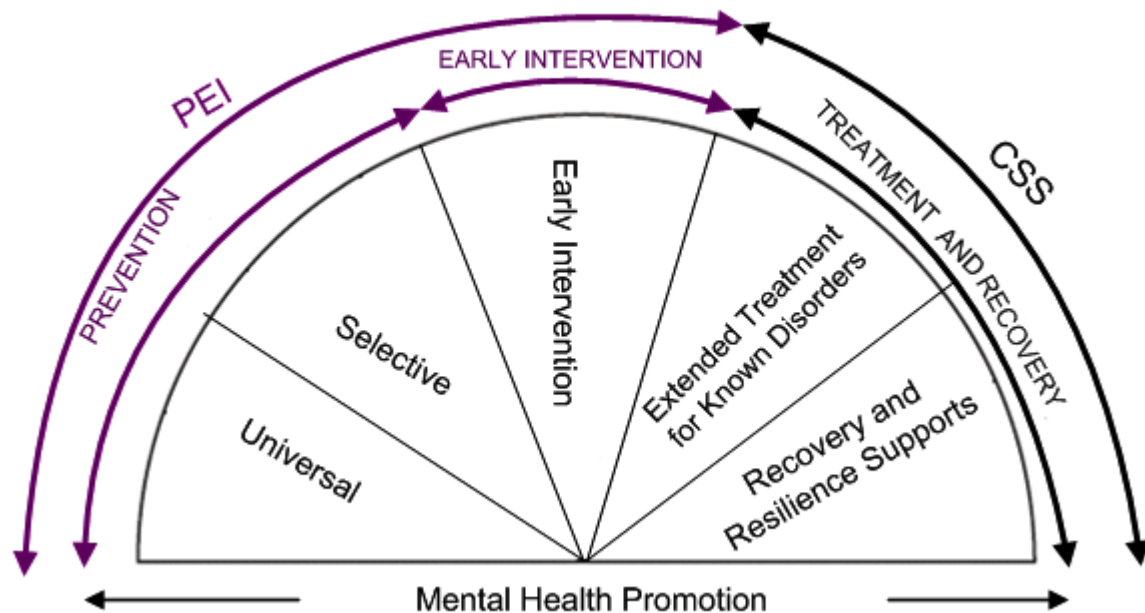 EARLY INTERVENTION
PEI
PREVENTION
TREATMENT AND RECOVERY
CSS
Universal
Selective
Early Intervention
Extended Treatment
for Known Disorders
Recovery and
Resilience Supports
Mental Health Promotion